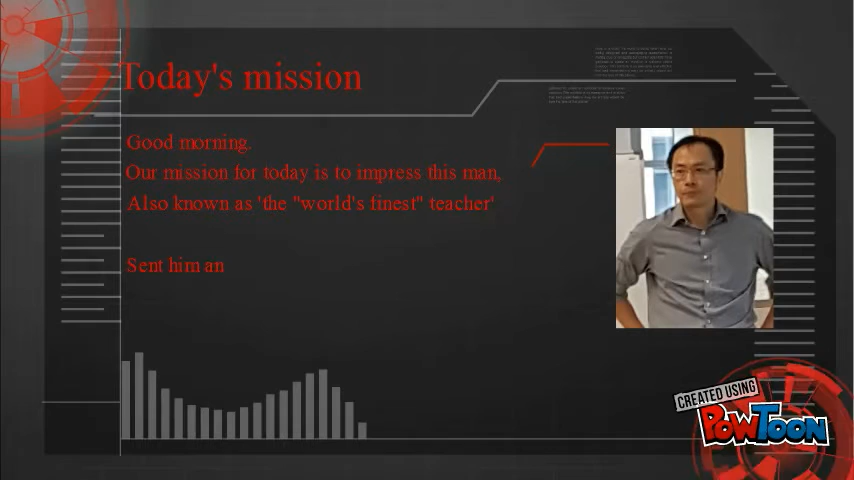 Today's mission
Good morning.
Our mission for today is to impress this man,
Also known as 'the "world's finest" teacher'
Sent him an
CREATED USING
POWTOON